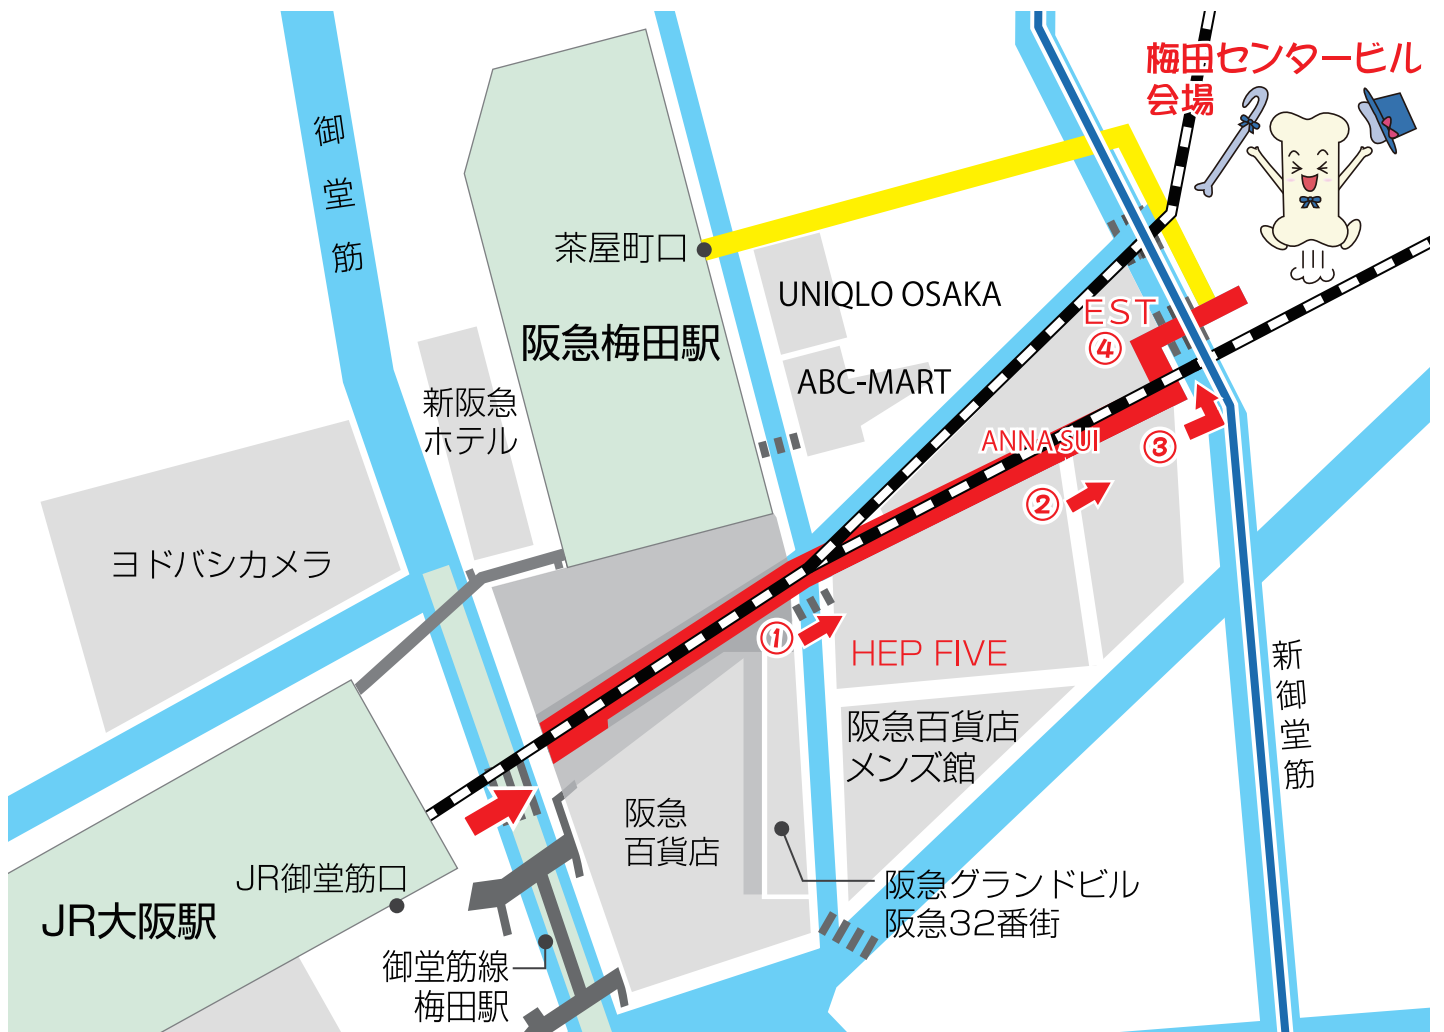 梅田センタービル
会場
御堂筋
茶屋町口
UNIQLO OSAKA
EST
④
阪急梅田駅
ABC-MART
新阪急
ホテル
ANNA SUI
③
②
ヨドバシカメラ
①
HEP FIVE
新御堂筋
阪急百貨店
メンズ館
阪急
百貨店
JR御堂筋口
阪急グランドビル
阪急32番街
JR大阪駅
御堂筋線
梅田駅